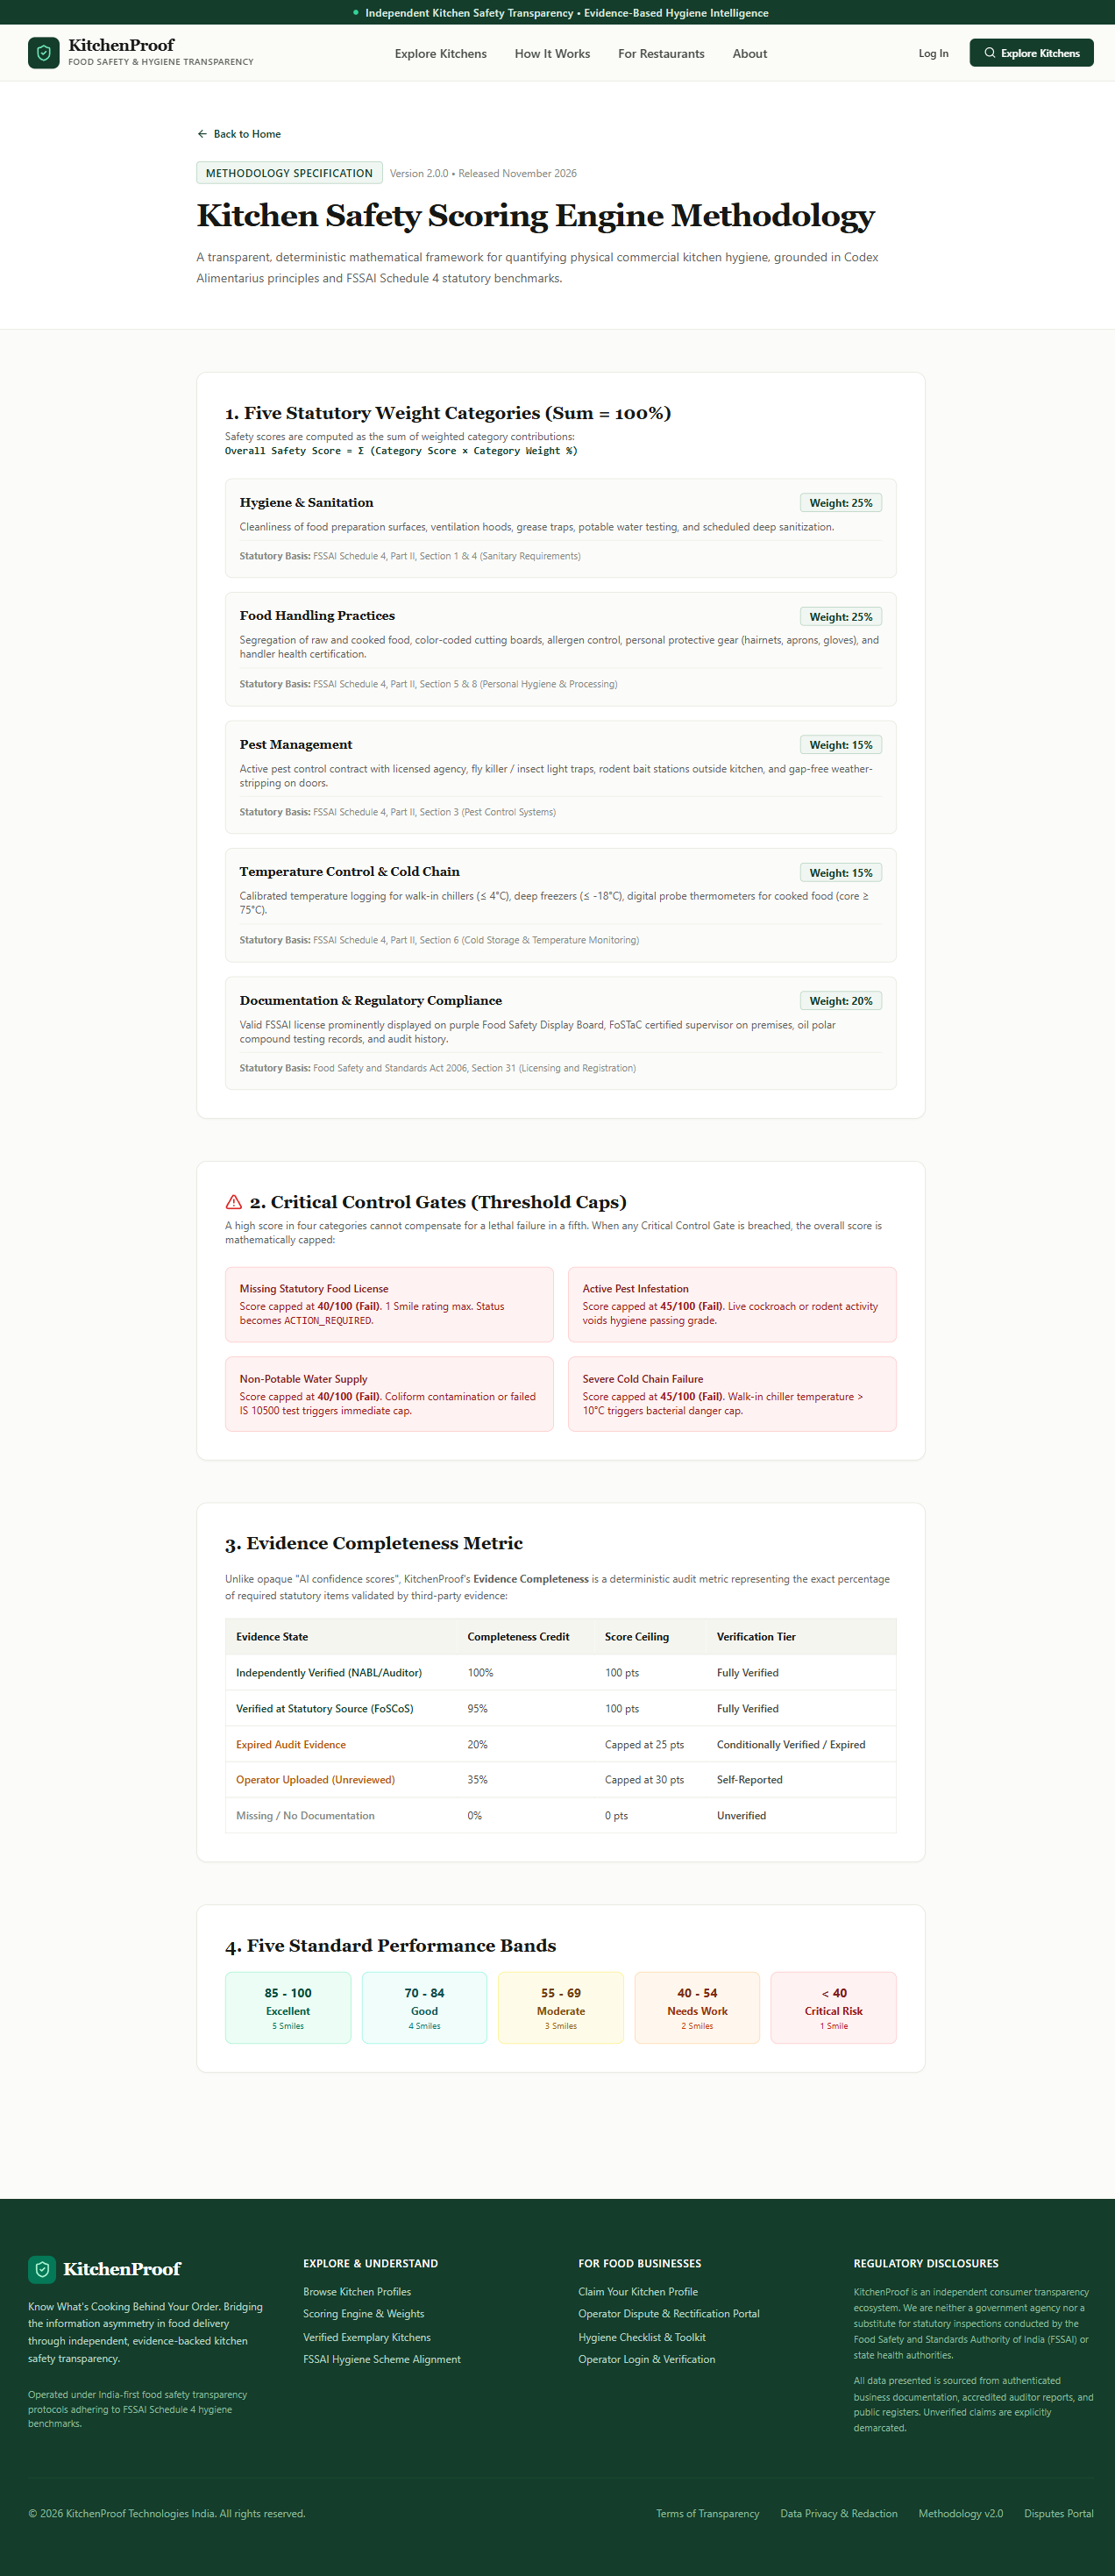 Independent Kitchen Safety Transparency • Evidence-Based Hygiene Intelligence
KitchenProof
FOOD SAFETY & HYGIENE TRANSPARENCY
Explore Kitchens
How It Works
For Restaurants
About
Log In
Explore Kitchens
← Back to Home
METHODOLOGY SPECIFICATION
Version 2.0.0 • Released November 2026
Kitchen Safety Scoring Engine Methodology
A transparent, deterministic mathematical framework for quantifying physical commercial kitchen hygiene, grounded in Codex
Alimentarius principles and FSSAI Schedule 4 statutory benchmarks.
1. Five Statutory Weight Categories (Sum = 100%)
Safety scores are computed as the sum of weighted category contributions:
Overall Safety Score = Σ (Category Score × Category Weight %)
Hygiene & Sanitation
Weight: 25%
Cleanliness of food preparation surfaces, ventilation hoods, grease traps, potable water testing, and scheduled deep sanitization.
Statutory Basis: FSSAI Schedule 4, Part II, Section 1 & 4 (Sanitary Requirements)
Food Handling Practices
Weight: 25%
Segregation of raw and cooked food, color-coded cutting boards, allergen control, personal protective gear (hairnets, aprons, gloves), and
handler health certification.
Statutory Basis: FSSAI Schedule 4, Part II, Section 5 & 8 (Personal Hygiene & Processing)
Pest Management
Weight: 15%
Active pest control contract with licensed agency, fly killer / insect light traps, rodent bait stations outside kitchen, and gap-free weather-
stripping on doors.
Statutory Basis: FSSAI Schedule 4, Part II, Section 3 (Pest Control Systems)
Temperature Control & Cold Chain
Weight: 15%
Calibrated temperature logging for walk-in chillers (≤ 4°C), deep freezers (≤ -18°C), digital probe thermometers for cooked food (core ≥
75°C).
Statutory Basis: FSSAI Schedule 4, Part II, Section 6 (Cold Storage & Temperature Monitoring)
Documentation & Regulatory Compliance
Weight: 20%
Valid FSSAI license prominently displayed on purple Food Safety Display Board, FoSTaC certified supervisor on premises, oil polar
compound testing records, and audit history.
Statutory Basis: Food Safety and Standards Act 2006, Section 31 (Licensing and Registration)
2. Critical Control Gates (Threshold Caps)
A high score in four categories cannot compensate for a lethal failure in a fifth. When any Critical Control Gate is breached, the overall score is
mathematically capped:
Missing Statutory Food License
Score capped at 40/100 (Fail). 1 Smile rating max. Status
becomes ACTION_REQUIRED.
Active Pest Infestation
Score capped at 45/100 (Fail). Live cockroach or rodent activity
voids hygiene passing grade.
Non-Potable Water Supply
Score capped at 40/100 (Fail). Coliform contamination or failed
IS 10500 test triggers immediate cap.
Severe Cold Chain Failure
Score capped at 45/100 (Fail). Walk-in chiller temperature >
10°C triggers bacterial danger cap.
3. Evidence Completeness Metric
Unlike opaque "AI confidence scores", KitchenProof's Evidence Completeness is a deterministic audit metric representing the exact percentage
of required statutory items validated by third-party evidence:
Evidence State Completeness Credit Score Ceiling Verification Tier
Independently Verified (NABL/Auditor) 100% 100 pts Fully Verified
Verified at Statutory Source (FoSCoS) 95% 100 pts Fully Verified
Expired Audit Evidence 20% Capped at 25 pts Conditionally Verified / Expired
Operator Uploaded (Unreviewed) 35% Capped at 30 pts Self-Reported
Missing / No Documentation 0% 0 pts Unverified
4. Five Standard Performance Bands
85 - 100
Excellent
5 Smiles
70 - 84
Good
4 Smiles
55 - 69
Moderate
3 Smiles
40 - 54
Needs Work
2 Smiles
< 40
Critical Risk
1 Smile
KitchenProof
Know What's Cooking Behind Your Order. Bridging
the information asymmetry in food delivery
through independent, evidence-backed kitchen
safety transparency.
Operated under India-first food safety transparency
protocols adhering to FSSAI Schedule 4 hygiene
benchmarks.
EXPLORE & UNDERSTAND
Browse Kitchen Profiles
Scoring Engine & Weights
Verified Exemplary Kitchens
FSSAI Hygiene Scheme Alignment
FOR FOOD BUSINESSES
Claim Your Kitchen Profile
Operator Dispute & Rectification Portal
Hygiene Checklist & Toolkit
Operator Login & Verification
REGULATORY DISCLOSURES
KitchenProof is an independent consumer transparency
ecosystem. We are neither a government agency nor a
substitute for statutory inspections conducted by the
Food Safety and Standards Authority of India (FSSAI) or
state health authorities.
All data presented is sourced from authenticated
business documentation, accredited auditor reports, and
public registers. Unverified claims are explicitly
demarcated.
© 2026 KitchenProof Technologies India. All rights reserved.
Terms of Transparency
Data Privacy & Redaction
Methodology v2.0
Disputes Portal